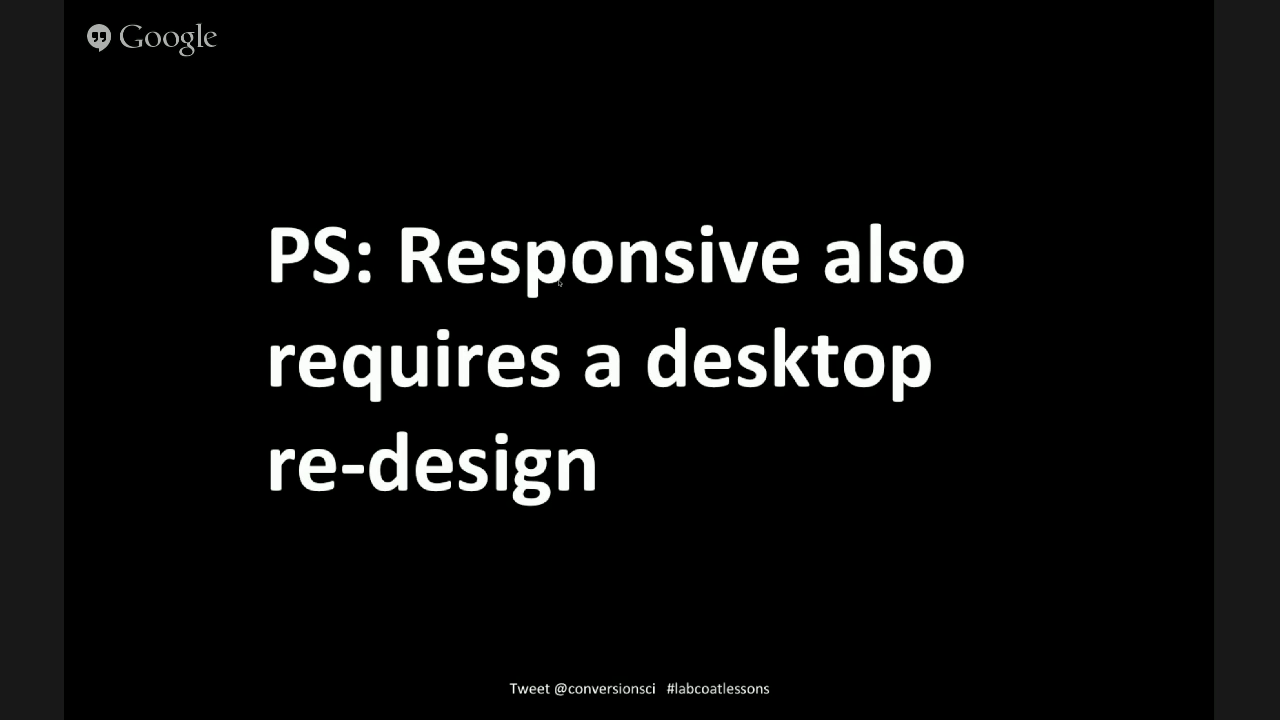 Google
PS: Responsive also
requires a desktop
re-design
Tweet @conversionsci #labcoatlessons